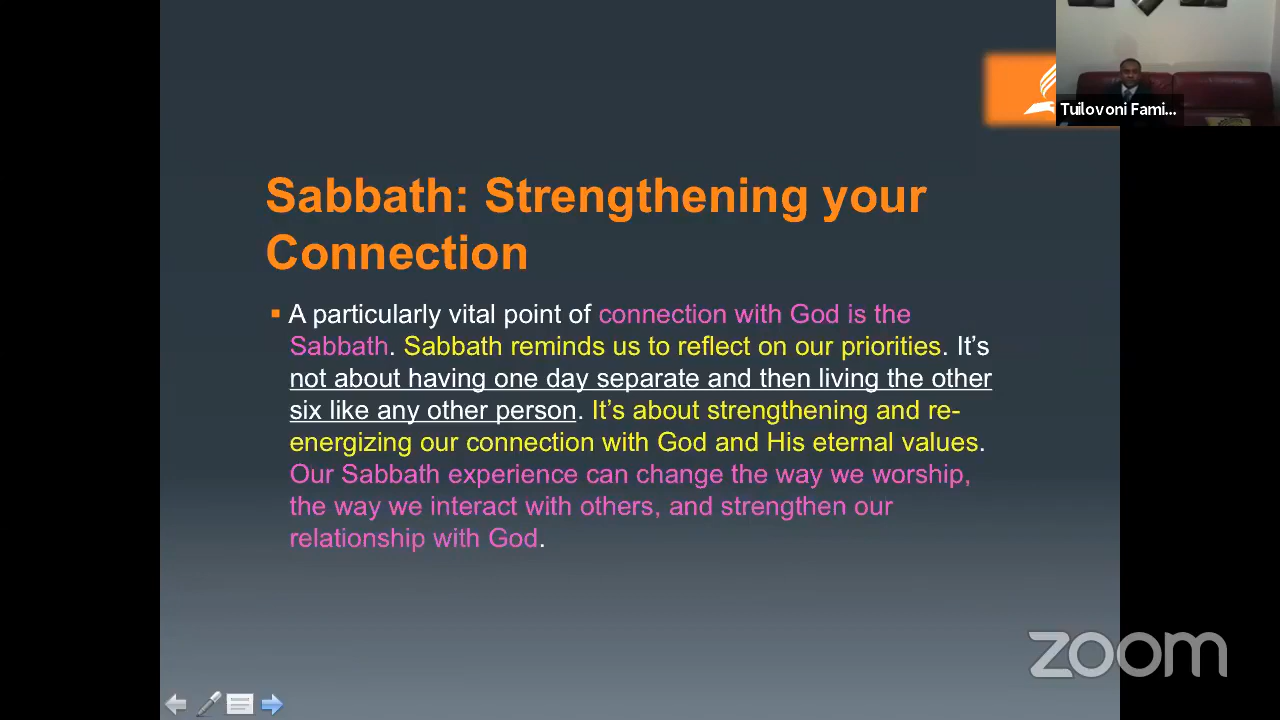 Tuilovoni Fami...
Sabbath: Strengthening your
Connection
A particularly vital point of connection with God is the
Sabbath. Sabbath reminds us to reflect on our priorities. It’s
not about having one day separate and then living the other
six like any other person. It’s about strengthening and re-
energizing our connection with God and His eternal values.
Our Sabbath experience can change the way we worship,
the way we interact with others, and strengthen our
relationship with God.
zoom